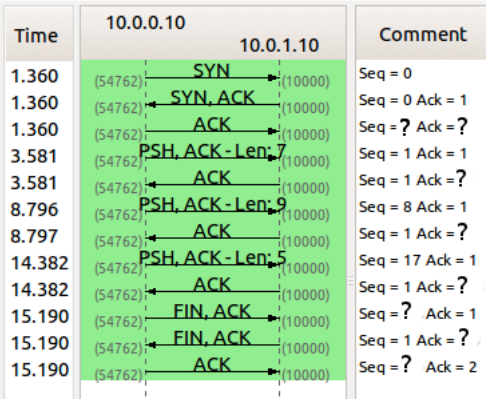 Time 10.0.0.10 10.0.1.10 Comment
1.360 (54762) SYN (10000) Seq = 0
1.360 (54762) SYN, ACK (10000) Seq = 0 Ack = 1
1.360 (54762) ACK (10000) Seq = ? Ack = ?
3.581 (54762) PSH, ACK - Len: 7 (10000) Seq = 1 Ack = 1
3.581 (54762) ACK (10000) Seq = 1 Ack = ?
8.796 (54762) PSH, ACK - Len: 9 (10000) Seq = 8 Ack = 1
8.797 (54762) ACK (10000) Seq = 1 Ack = ?
14.382 (54762) PSH, ACK - Len: 5 (10000) Seq = 17 Ack = 1
14.382 (54762) ACK (10000) Seq = 1 Ack = ?
15.190 (54762) FIN, ACK (10000) Seq = ? Ack = 1
15.190 (54762) FIN, ACK (10000) Seq = 1 Ack = ?
15.190 (54762) ACK (10000) Seq = ? Ack = 2